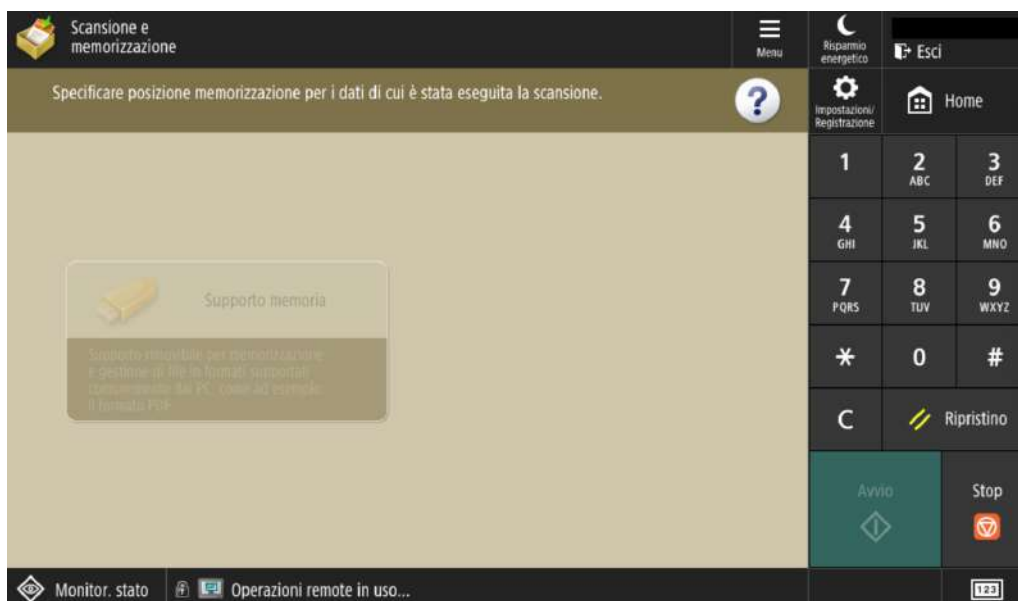 Scansione e
memorizzazione
Menu
Risparmio
energetico
Esci
Specificare posizione memorizzazione per i dati di cui è stata eseguita la scansione.
?
Impostazioni/
Registrazione
Home
1
2
ABC
3
DEF
4
GHI
5
JKL
6
MNO
7
PQRS
8
TUV
9
WXYZ
*
0
#
C
Ripristino
Supporto memoria
Supporto rimovibile per memorizzazione
e gestione di file in formati supportati
comunemente dai PC, come ad esempio
il formato PDF.
Avvio
Stop
Monitor. stato
Operazioni remote in uso...
123